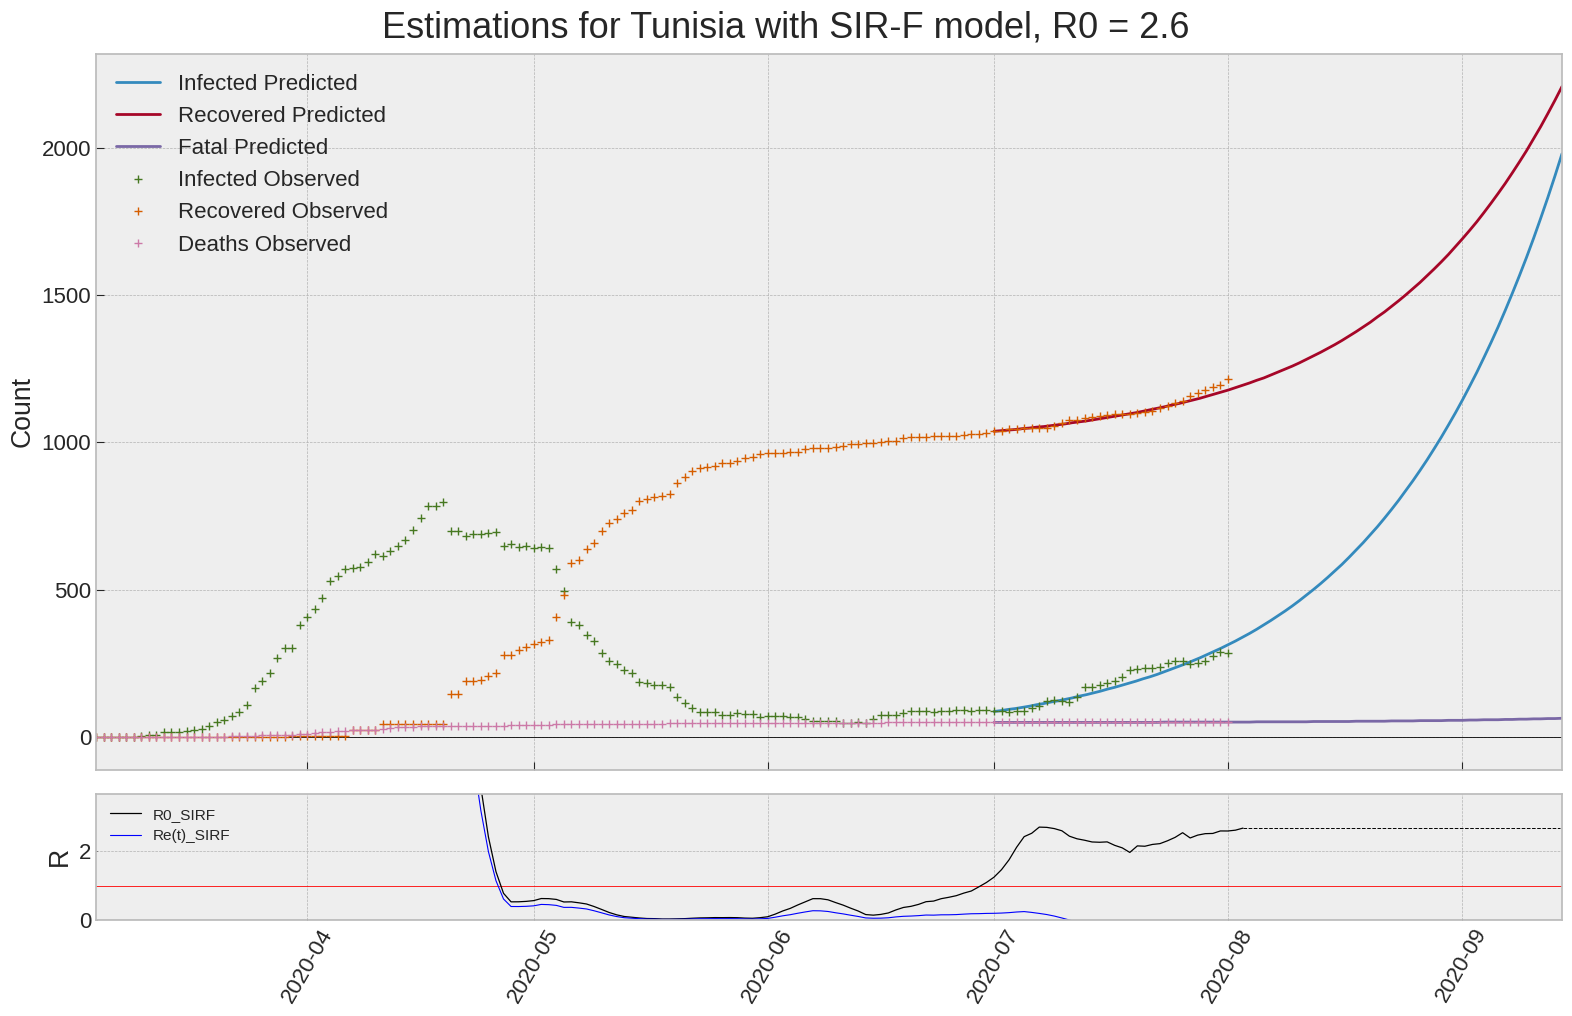 Estimations for Tunisia with SIR-F model, R0 = 2.6
Infected Predicted
Recovered Predicted
Fatal Predicted
Infected Observed
Recovered Observed
Deaths Observed
Count
2000
1500
1000
500
0
R0_SIRF
Re(t)_SIRF
R
2
0
2020-04
2020-05
2020-06
2020-07
2020-08
2020-09